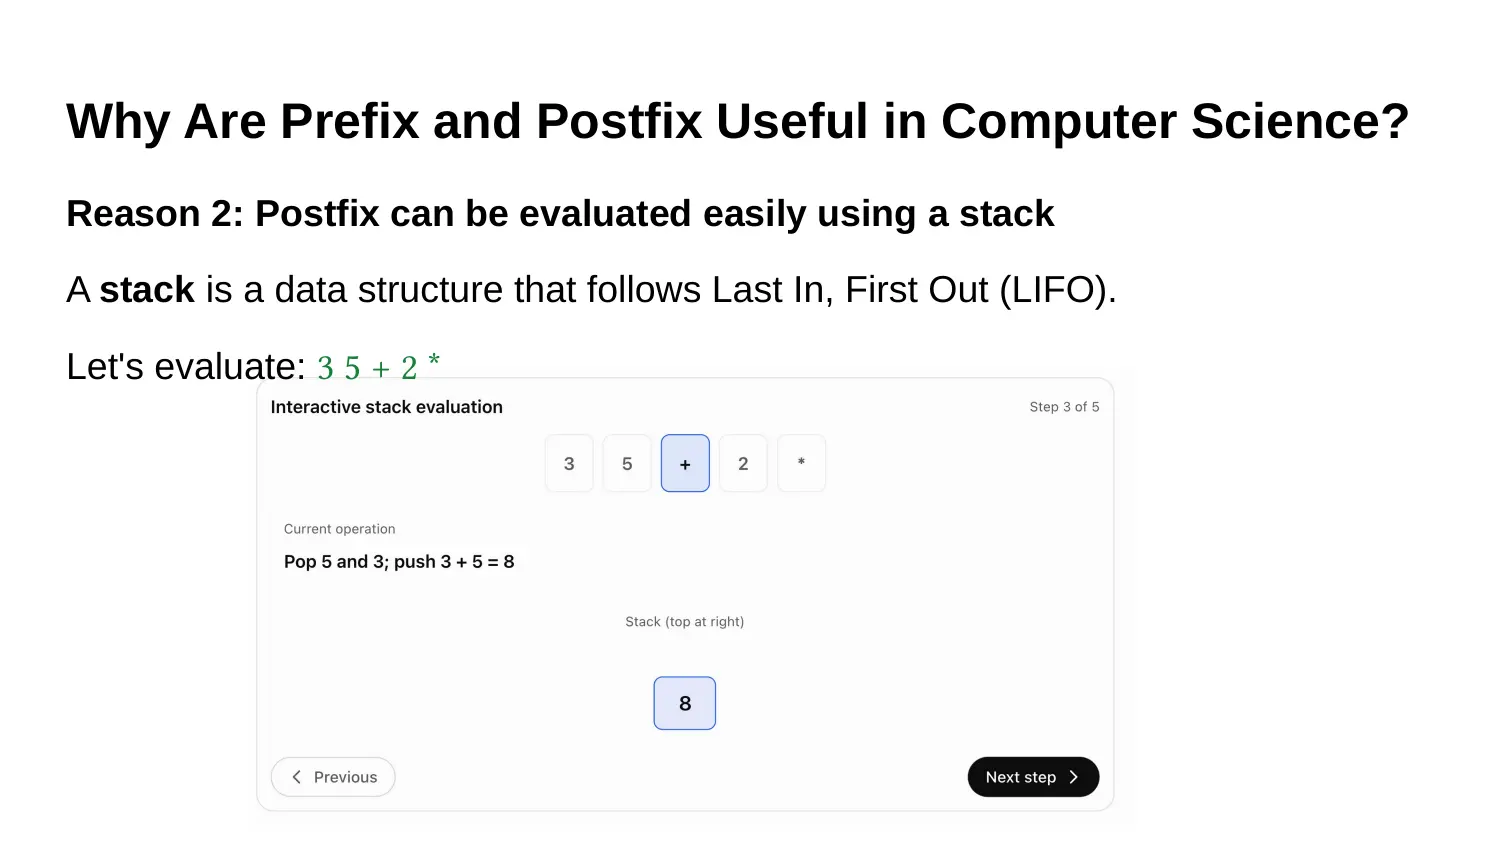 Why Are Prefix and Postfix Useful in Computer Science?
Reason 2: Postfix can be evaluated easily using a stack
A stack is a data structure that follows Last In, First Out (LIFO).
Let's evaluate: 3 5 + 2 *
Interactive stack evaluation
Step 3 of 5
3 5 + 2 *
Current operation
Pop 5 and 3; push 3 + 5 = 8
Stack (top at right)
8
Previous
Next step